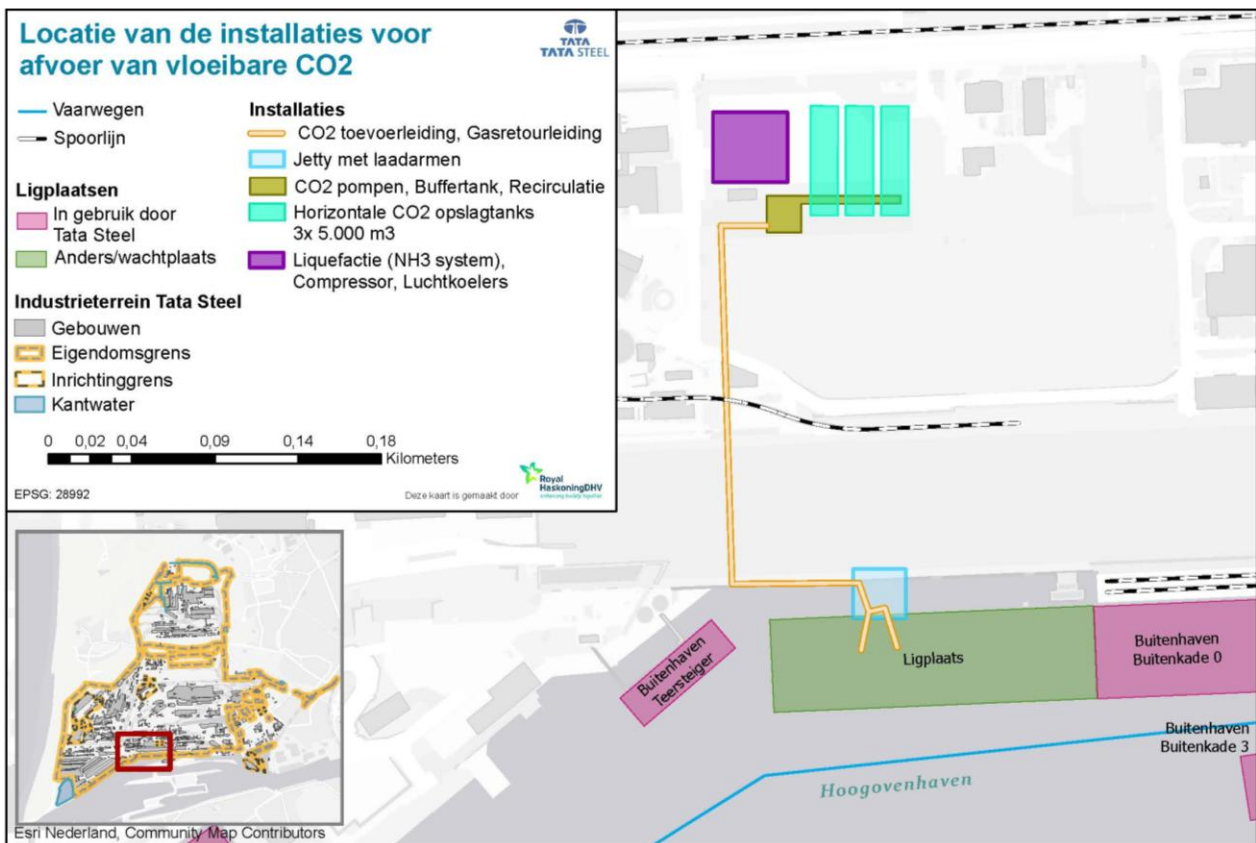 Locatie van de installaties voor
afvoer van vloeibare CO2
TATA
TATA STEEL
Vaarwegen
Spoorlijn
Ligplaatsen
In gebruik door
Tata Steel
Anders/wachtplaats
Industrieterrein Tata Steel
Gebouwen
Eigendomsgrens
Inrichtinggrens
Kantwater
Installaties
CO2 toevoerleiding, Gasretourleiding
Jetty met laadarmen
CO2 pompen, Buffertank, Recirculatie
Horizontale CO2 opslagtanks
3x 5.000 m3
Liquefactie (NH3 system),
Compressor, Luchtkoelers
0 0,02 0,04 0,09 0,14 0,18
Kilometers
EPSG: 28992
Deze kaart is gemaakt door
Royal
HaskoningDHV
Buitenhaven
Teersteiger
Ligplaats
Buitenhaven
Buitenkade 0
Buitenhaven
Buitenkade 3
Hoogovenhaven
Esri Nederland, Community Map Contributors